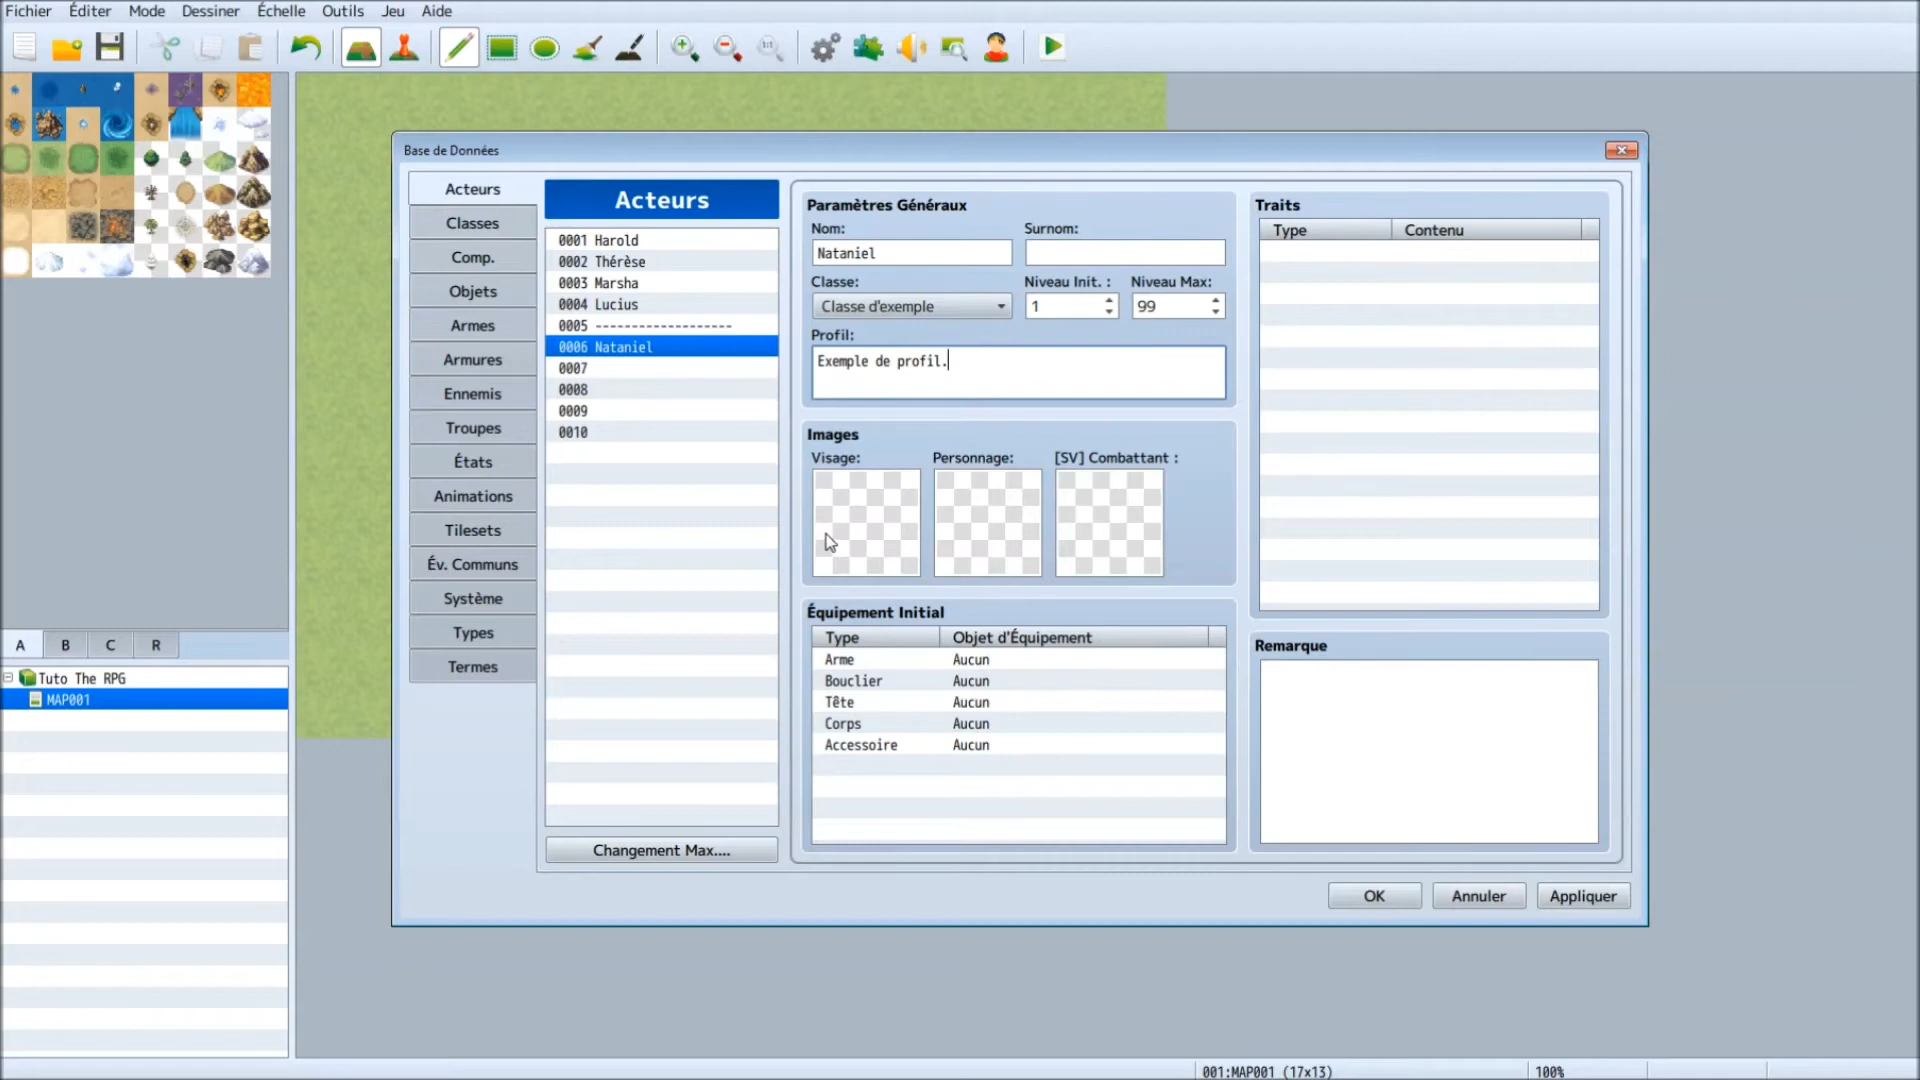 Fichier Éditer Mode Dessiner Échelle Outils Jeu Aide
1:1
Base de Données
Acteurs
Classes
Comp.
Objets
Armes
Armures
Ennemis
Troupes
États
Animations
Tilesets
Év. Communs
Système
Types
Termes
Acteurs
0001 Harold
0002 Thérèse
0003 Marsha
0004 Lucius
0005 -------------------
0006 Nataniel
0007
0008
0009
0010
Changement Max....
Paramètres Généraux
Nom: Surnom:
Nataniel
Classe: Niveau Init. : Niveau Max:
Classe d'exemple 1 99
Profil:
Exemple de profil.
Images
Visage: Personnage: [SV] Combattant :
Équipement Initial
Type Objet d'Équipement
Arme Aucun
Bouclier Aucun
Tête Aucun
Corps Aucun
Accessoire Aucun
Traits
Type Contenu
Remarque
OK Annuler Appliquer
A B C R
Tuto The RPG
MAP001
001:MAP001 (17x13) 100%